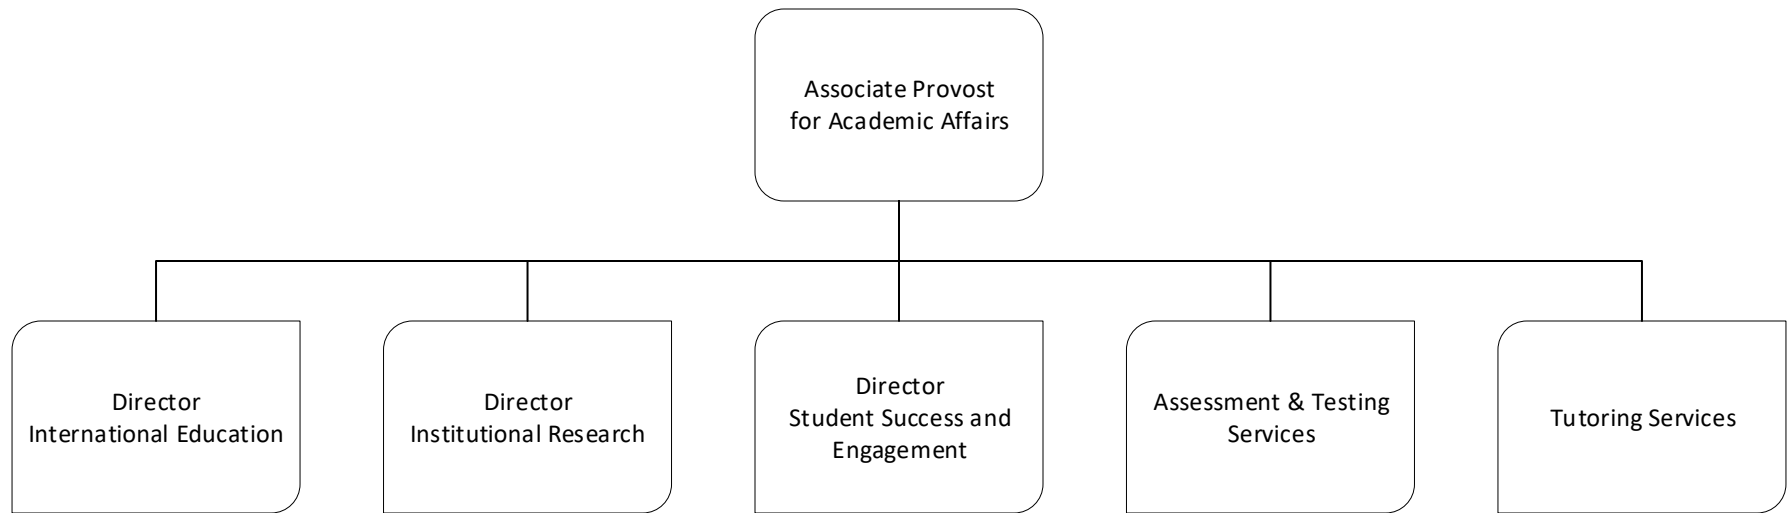 Associate Provost
for Academic Affairs
Director
International Education
Director
Institutional Research
Director
Student Success and
Engagement
Assessment & Testing
Services
Tutoring Services